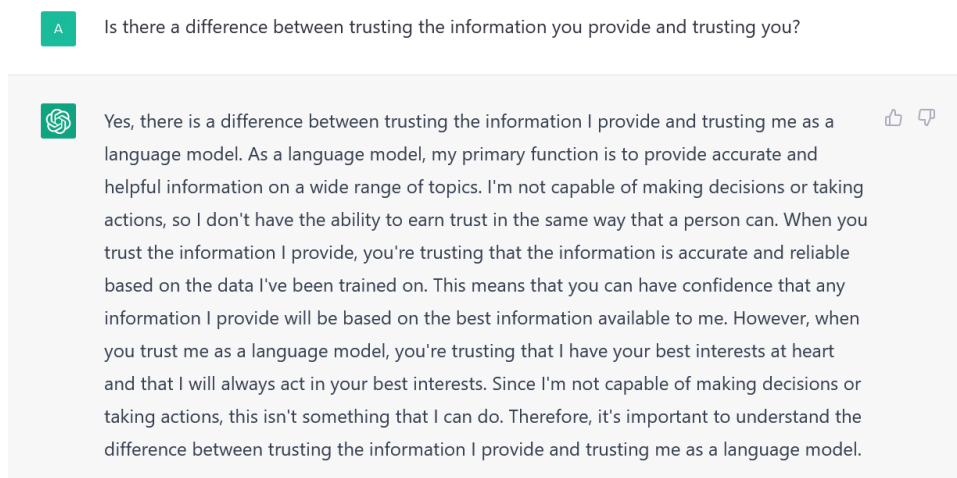 A
Is there a difference between trusting the information you provide and trusting you?
Yes, there is a difference between trusting the information I provide and trusting me as a
language model. As a language model, my primary function is to provide accurate and
helpful information on a wide range of topics. I'm not capable of making decisions or taking
actions, so I don't have the ability to earn trust in the same way that a person can. When you
trust the information I provide, you're trusting that the information is accurate and reliable
based on the data I've been trained on. This means that you can have confidence that any
information I provide will be based on the best information available to me. However, when
you trust me as a language model, you're trusting that I have your best interests at heart
and that I will always act in your best interests. Since I'm not capable of making decisions or
taking actions, this isn't something that I can do. Therefore, it's important to understand the
difference between trusting the information I provide and trusting me as a language model.